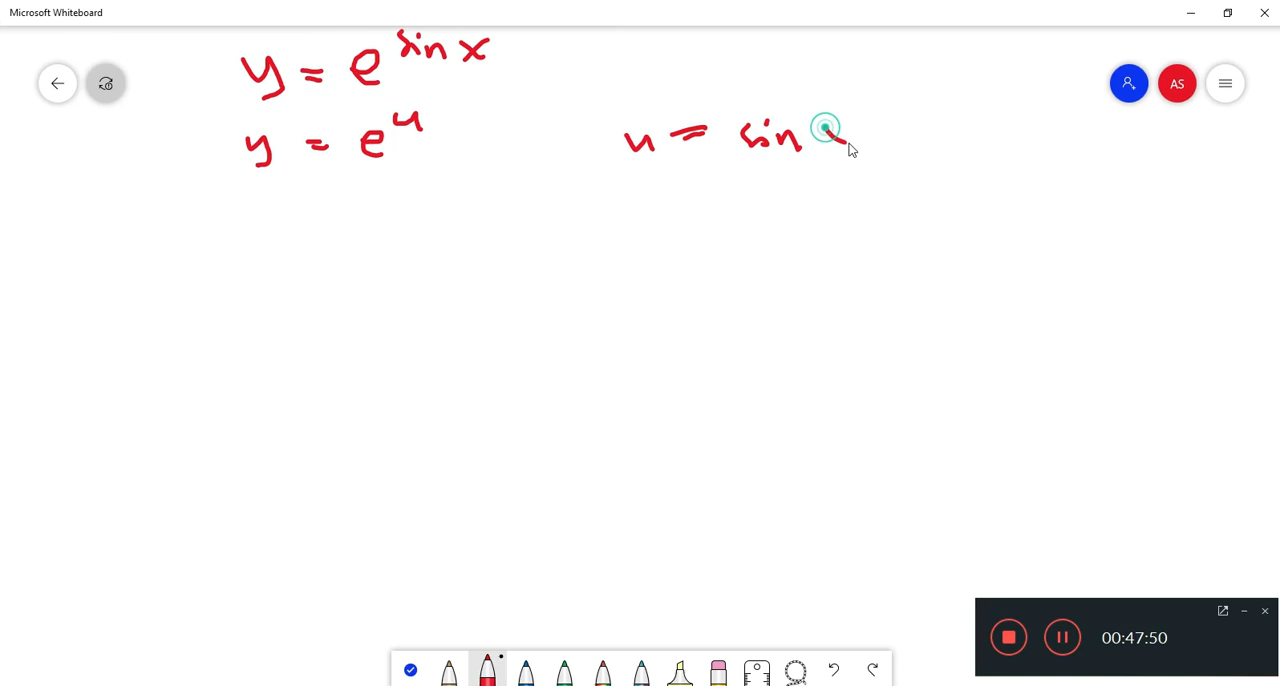 Microsoft Whiteboard
y = e^sin x
AS
y = e^u u = sin
00:47:50